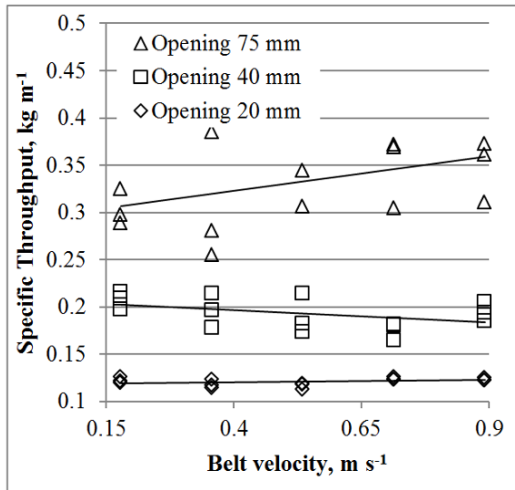 0.5
0.45
0.4
0.35
0.3
0.25
0.2
0.15
0.1
Specific Throughput, kg m⁻¹
Opening 75 mm
Opening 40 mm
Opening 20 mm
0.15 0.4 0.65 0.9
Belt velocity, m s⁻¹